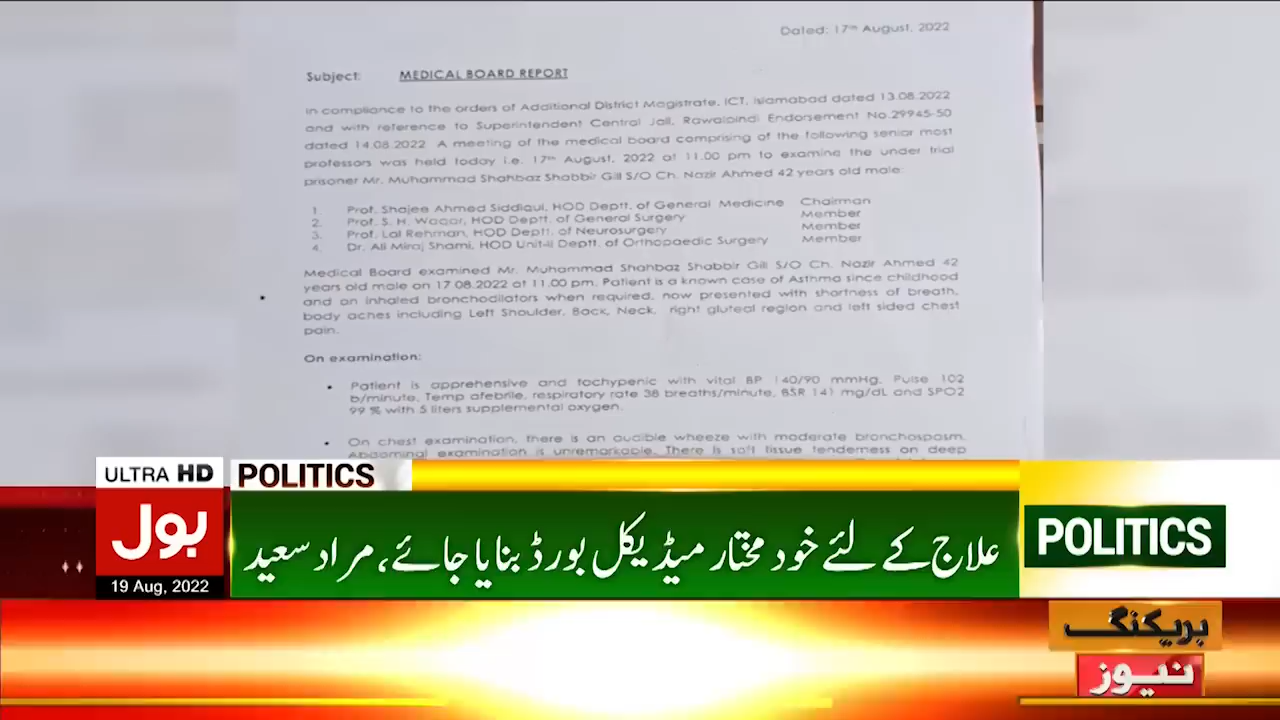 Dated: 17th August, 2022
Subject: MEDICAL BOARD REPORT
In compliance to the orders of Additional District Magistrate, ICT, Islamabad dated 13.08.2022
and with reference to Superintendent Central Jail, Rawalpindi Endorsement No.29945-50
dated 14.08.2022 A meeting of the medical board comprising of the following senior most
professors was held today i.e. 17th August, 2022 at 11.00 pm to examine the under trial
prisoner Mr. Muhammad Shahbaz Shabbir Gill S/O Ch. Nazir Ahmed 42 years old male:
1. Prof. Shajee Ahmed Siddiqui, HOD Deptt. of General Medicine Chairman
2. Prof. S. H. Waqar, HOD Deptt. of General Surgery Member
3. Prof. Lal Rehman, HOD Deptt. of Neurosurgery Member
4. Dr. Ali Miraj Shami, HOD Unit-II Deptt. of Orthopaedic Surgery Member
Medical Board examined Mr. Muhammad Shahbaz Shabbir Gill S/O Ch. Nazir Ahmed 42
years old male on 17.08.2022 at 11.00 pm. Patient is a known case of Asthma since childhood
and on inhaled bronchodilators when required, now presented with shortness of breath,
body aches including Left Shoulder, Back, Neck, right gluteal region and left sided chest
pain.
On examination:
• Patient is apprehensive and tachypenic with vital BP 140/90 mmHg, Pulse 102
b/minute, Temp afebrile, respiratory rate 38 breaths/minute, BSR 141 mg/dL and SPO2
99 % with 5 liters supplemental oxygen.
• On chest examination, there is an audible wheeze with moderate bronchospasm.
Abdominal examination is unremarkable. There is soft tissue tenderness on deep
ULTRA HD
POLITICS
بول
19 Aug, 2022
علاج کے لئے خود مختار میڈیکل بورڈ بنایا جائے، مراد سعید
POLITICS
بریکنگ
نیوز